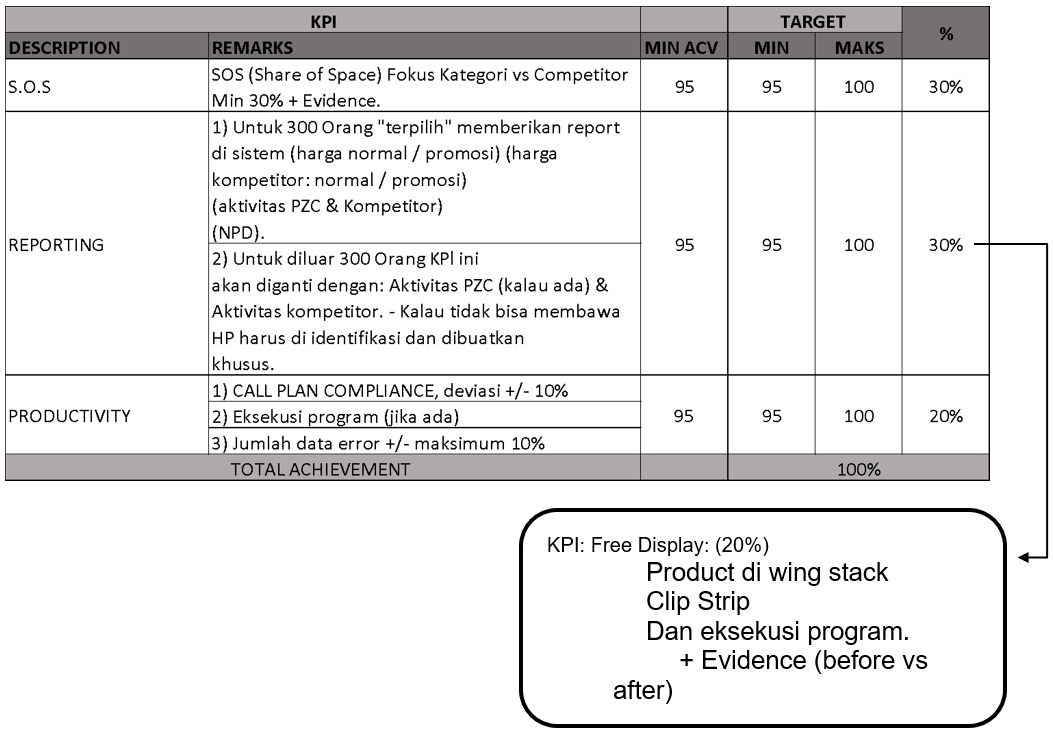 KPI TARGET %
DESCRIPTION REMARKS MIN ACV MIN MAKS
S.O.S SOS (Share of Space) Fokus Kategori vs Competitor 95 95 100 30%
Min 30% + Evidence.
REPORTING 1) Untuk 300 Orang "terpilih" memberikan report 95 95 100 30%
di sistem (harga normal / promosi) (harga
kompetitor: normal / promosi)
(aktivitas PZC & Kompetitor)
(NPD).
2) Untuk diluar 300 Orang KPl ini
akan diganti dengan: Aktivitas PZC (kalau ada) &
Aktivitas kompetitor. - Kalau tidak bisa membawa
HP harus di identifikasi dan dibuatkan
khusus.
PRODUCTIVITY 1) CALL PLAN COMPLIANCE, deviasi +/- 10% 95 95 100 20%
2) Eksekusi program (jika ada)
3) Jumlah data error +/- maksimum 10%
TOTAL ACHIEVEMENT 100%
KPI: Free Display: (20%)
Product di wing stack
Clip Strip
Dan eksekusi program.
+ Evidence (before vs
after)